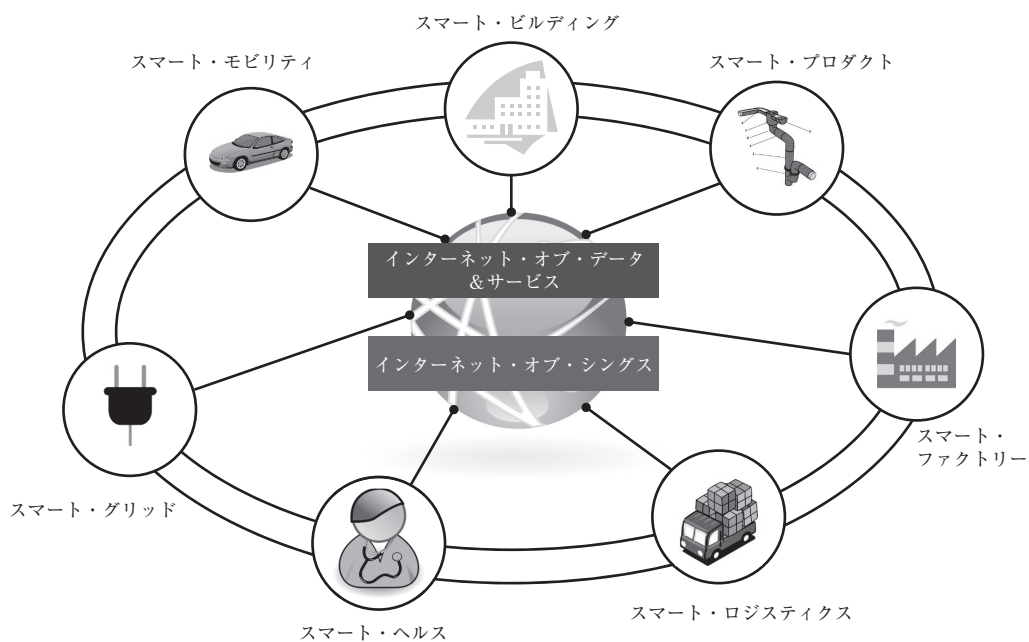 スマート・ビルディング
スマート・モビリティ
スマート・プロダクト
インターネット・オブ・データ
＆サービス
インターネット・オブ・シングス
スマート・
ファクトリー
スマート・グリッド
スマート・ロジスティクス
スマート・ヘルス